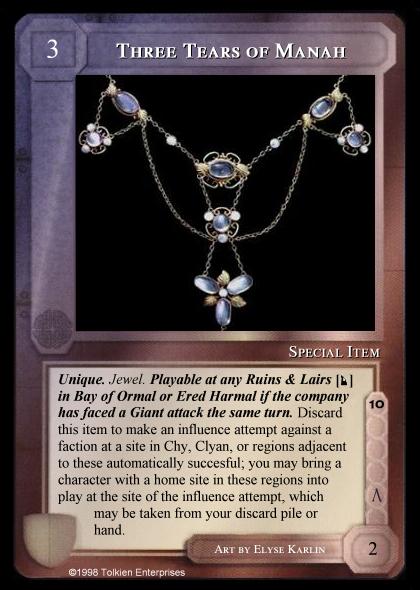 3
THREE TEARS OF MANAH
SPECIAL ITEM
Unique. Jewel. Playable at any Ruins & Lairs [ ]
in Bay of Ormal or Ered Harmal if the company
has faced a Giant attack the same turn. Discard
this item to make an influence attempt against a
faction at a site in Chy, Clyan, or regions adjacent
to these automatically succesful; you may bring a
character with a home site in these regions into
play at the site of the influence attempt, which
may be taken from your discard pile or
hand.
10
ART BY ELYSE KARLIN
2
©1998 Tolkien Enterprises